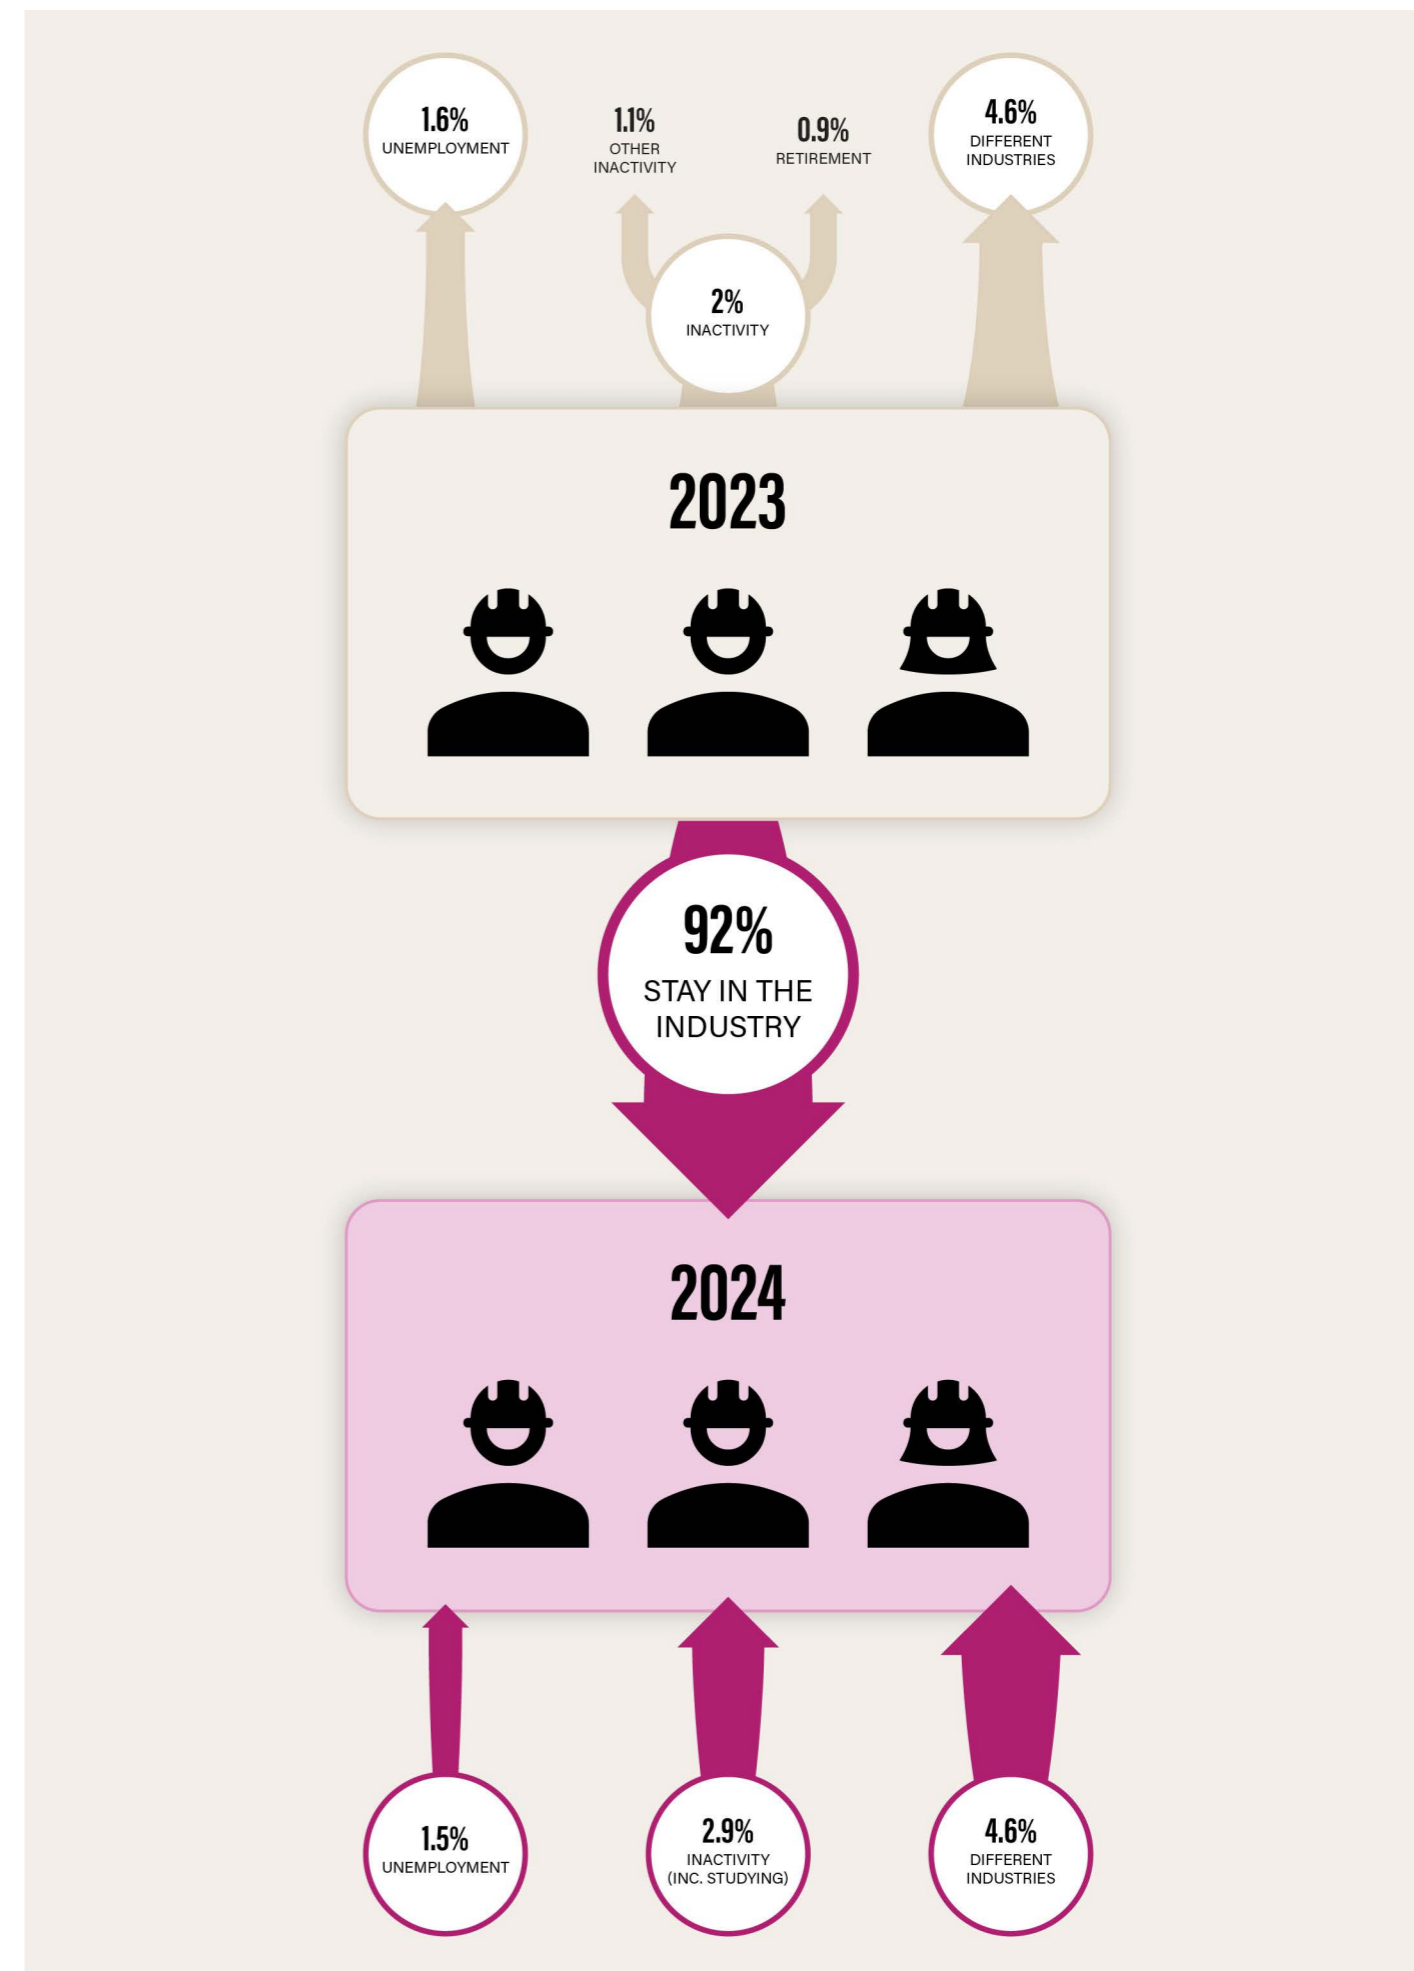 1.6%
UNEMPLOYMENT
1.1%
OTHER
INACTIVITY
0.9%
RETIREMENT
4.6%
DIFFERENT
INDUSTRIES
2%
INACTIVITY
2023
92%
STAY IN THE
INDUSTRY
2024
1.5%
UNEMPLOYMENT
2.9%
INACTIVITY
(INC. STUDYING)
4.6%
DIFFERENT
INDUSTRIES